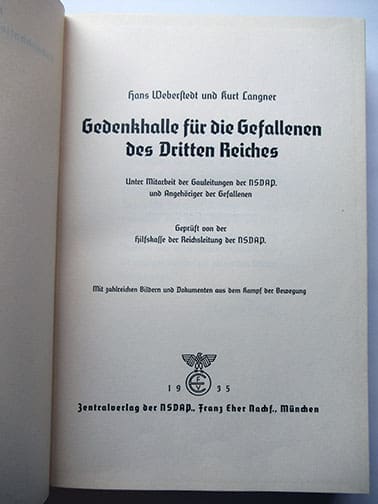 Hans Weberstedt und Kurt Langner
Gedenkhalle für die Gefallenen
des Dritten Reiches
Unter Mitarbeit der Gauleitungen der NSDAP.
und Angehöriger der Gefallenen
Geprüft von der
Hilfskasse der Reichsleitung der NSDAP.
Mit zahlreichen Bildern und Dokumenten aus dem Kampf der Bewegung
1935
Zentralverlag der NSDAP., Franz Eher Nachf., München